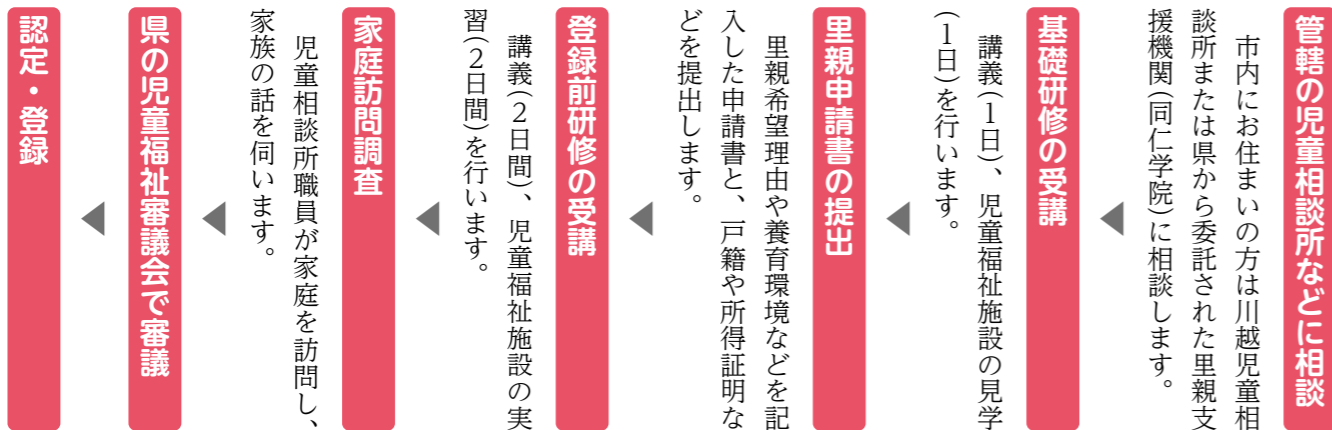 管轄の児童相談所などに相談
市内にお住まいの方は川越児童相
談所または県から委託された里親支
援機関(同仁学院)に相談します。
基礎研修の受講
講義(1日)、児童福祉施設の見学
(1日)を行います。
里親申請書の提出
里親希望理由や養育環境などを記
入した申請書と、戸籍や所得証明な
どを提出します。
登録前研修の受講
講義(2日間)、児童福祉施設の実
習(2日間)を行います。
家庭訪問調査
児童相談所職員が家庭を訪問し、
家族の話を伺います。
県の児童福祉審議会で審議
認定・登録